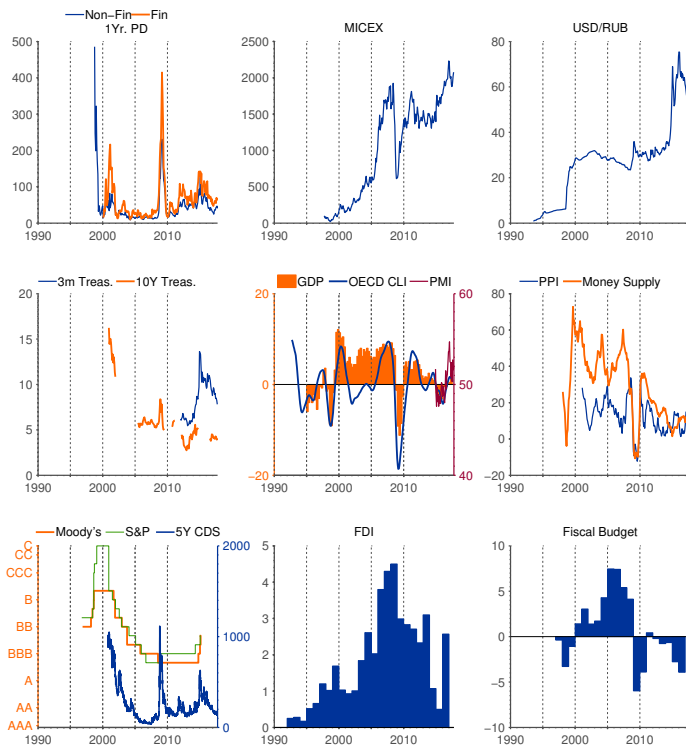 Non−Fin Fin
1Yr. PD
MICEX
USD/RUB
500
400
300
200
100
0
1990 2000 2010
2500
2000
1500
1000
500
0
1990 2000 2010
80
60
40
20
0
1990 2000 2010
3m Treas. 10Y Treas.
20
15
10
5
0
1990 2000 2010
GDP OECD CLI PMI
20
0
−20
60
50
40
1990 2000 2010
PPI Money Supply
80
60
40
20
0
−20
1990 2000 2010
Moody's S&P 5Y CDS
C
CC
CCC
B
BB
BBB
A
AA
AAA
2000
1000
0
1990 2000 2010
FDI
5
4
3
2
1
0
1990 2000 2010
Fiscal Budget
10
5
0
−5
−10
1990 2000 2010